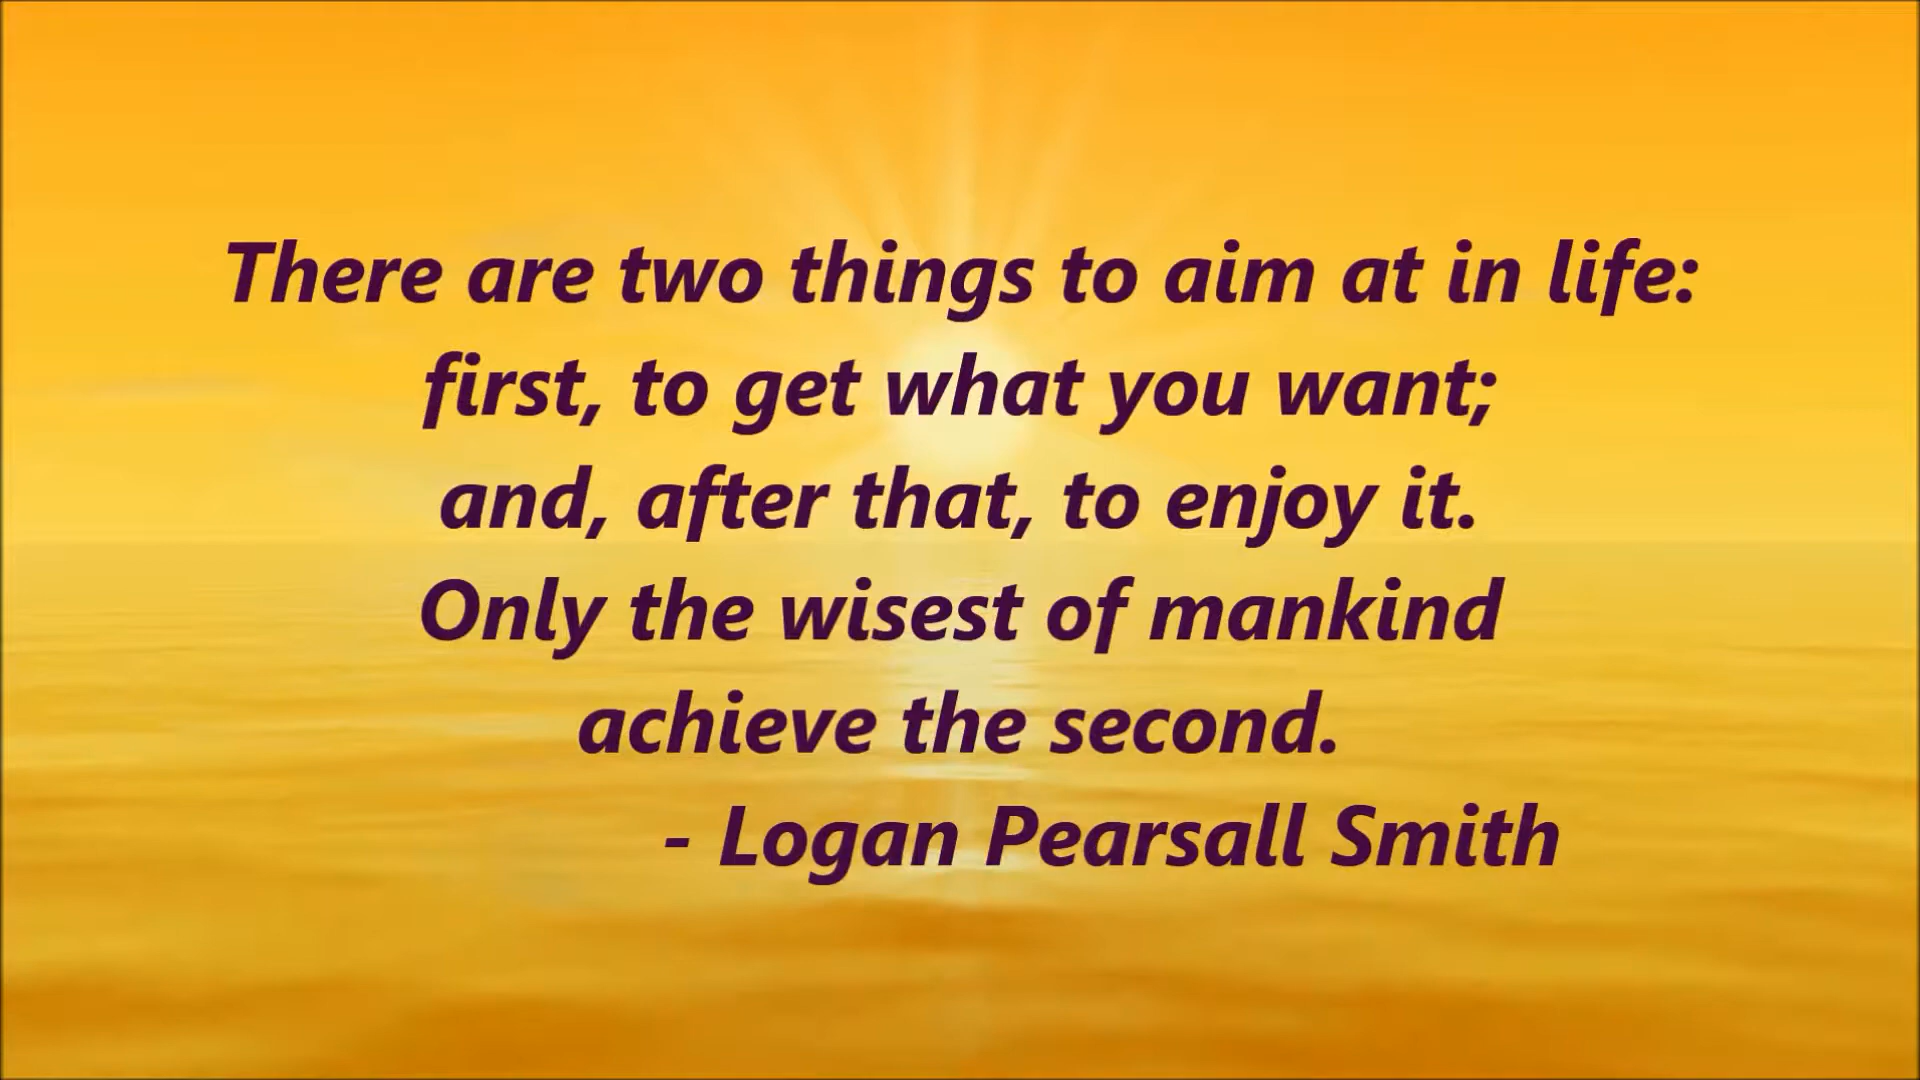 There are two things to aim at in life:
first, to get what you want;
and, after that, to enjoy it.
Only the wisest of mankind
achieve the second.
- Logan Pearsall Smith